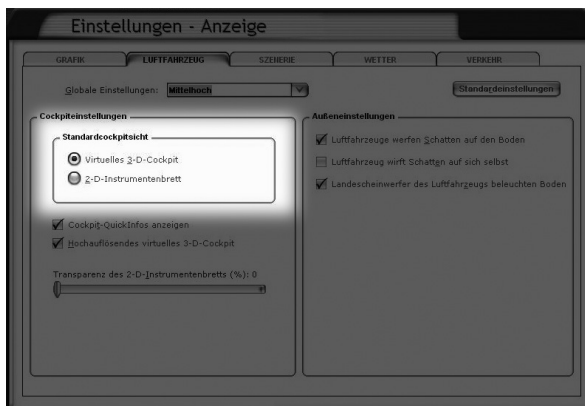 Einstellungen - Anzeige
GRAFIK LUFTFAHRZEUG SZENERIE WETTER VERKEHR
Globale Einstellungen: Mittelhoch Standardeinstellungen
Cockpiteinstellungen
Standardcockpitsicht
Virtuelles 3-D-Cockpit
2-D-Instrumentenbrett
Cockpit-QuickInfos anzeigen
Hochauflösendes virtuelles 3-D-Cockpit
Transparenz des 2-D-Instrumentenbretts (%): 0
Außeneinstellungen
Luftfahrzeuge werfen Schatten auf den Boden
Luftfahrzeug wirft Schatten auf sich selbst
Landescheinwerfer des Luftfahrzeugs beleuchten Boden